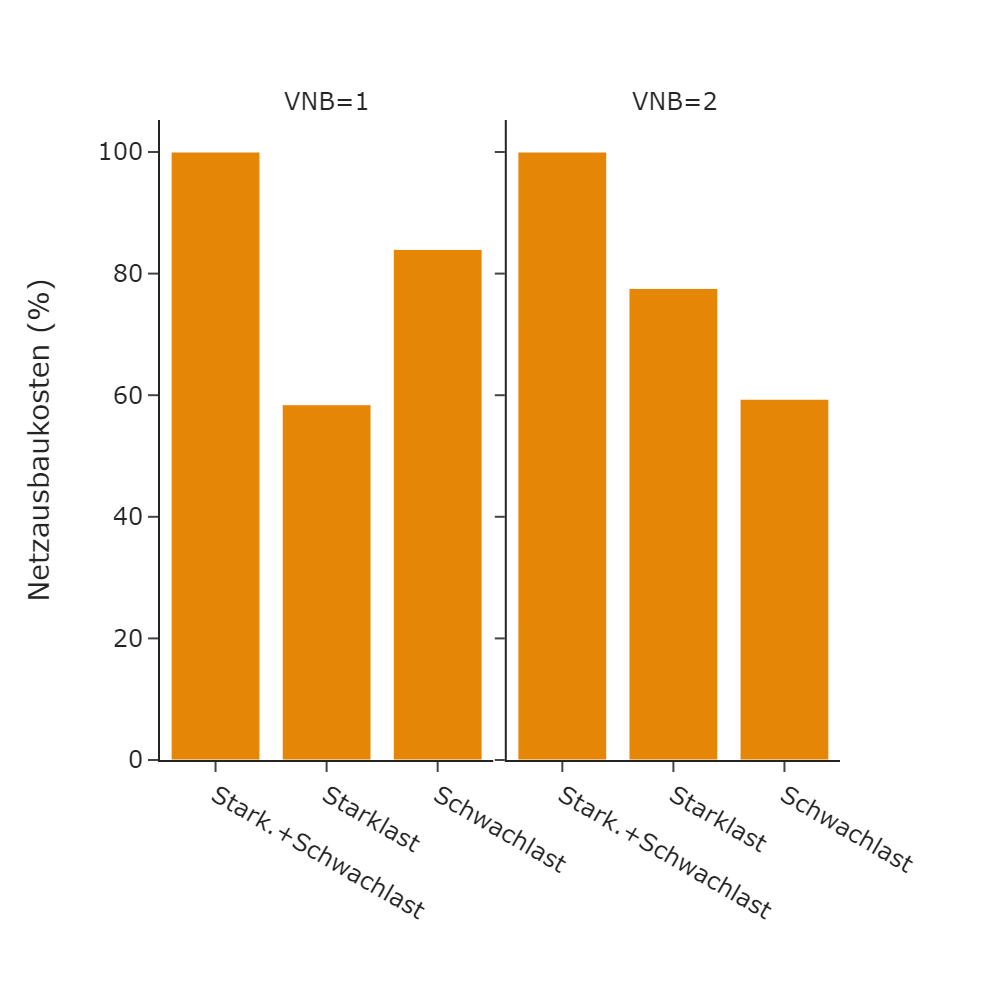 VNB=1
VNB=2
Netzausbaukosten (%)
100
80
60
40
20
0
Stark.+Schwachlast
Starklast
Schwachlast
Stark.+Schwachlast
Starklast
Schwachlast